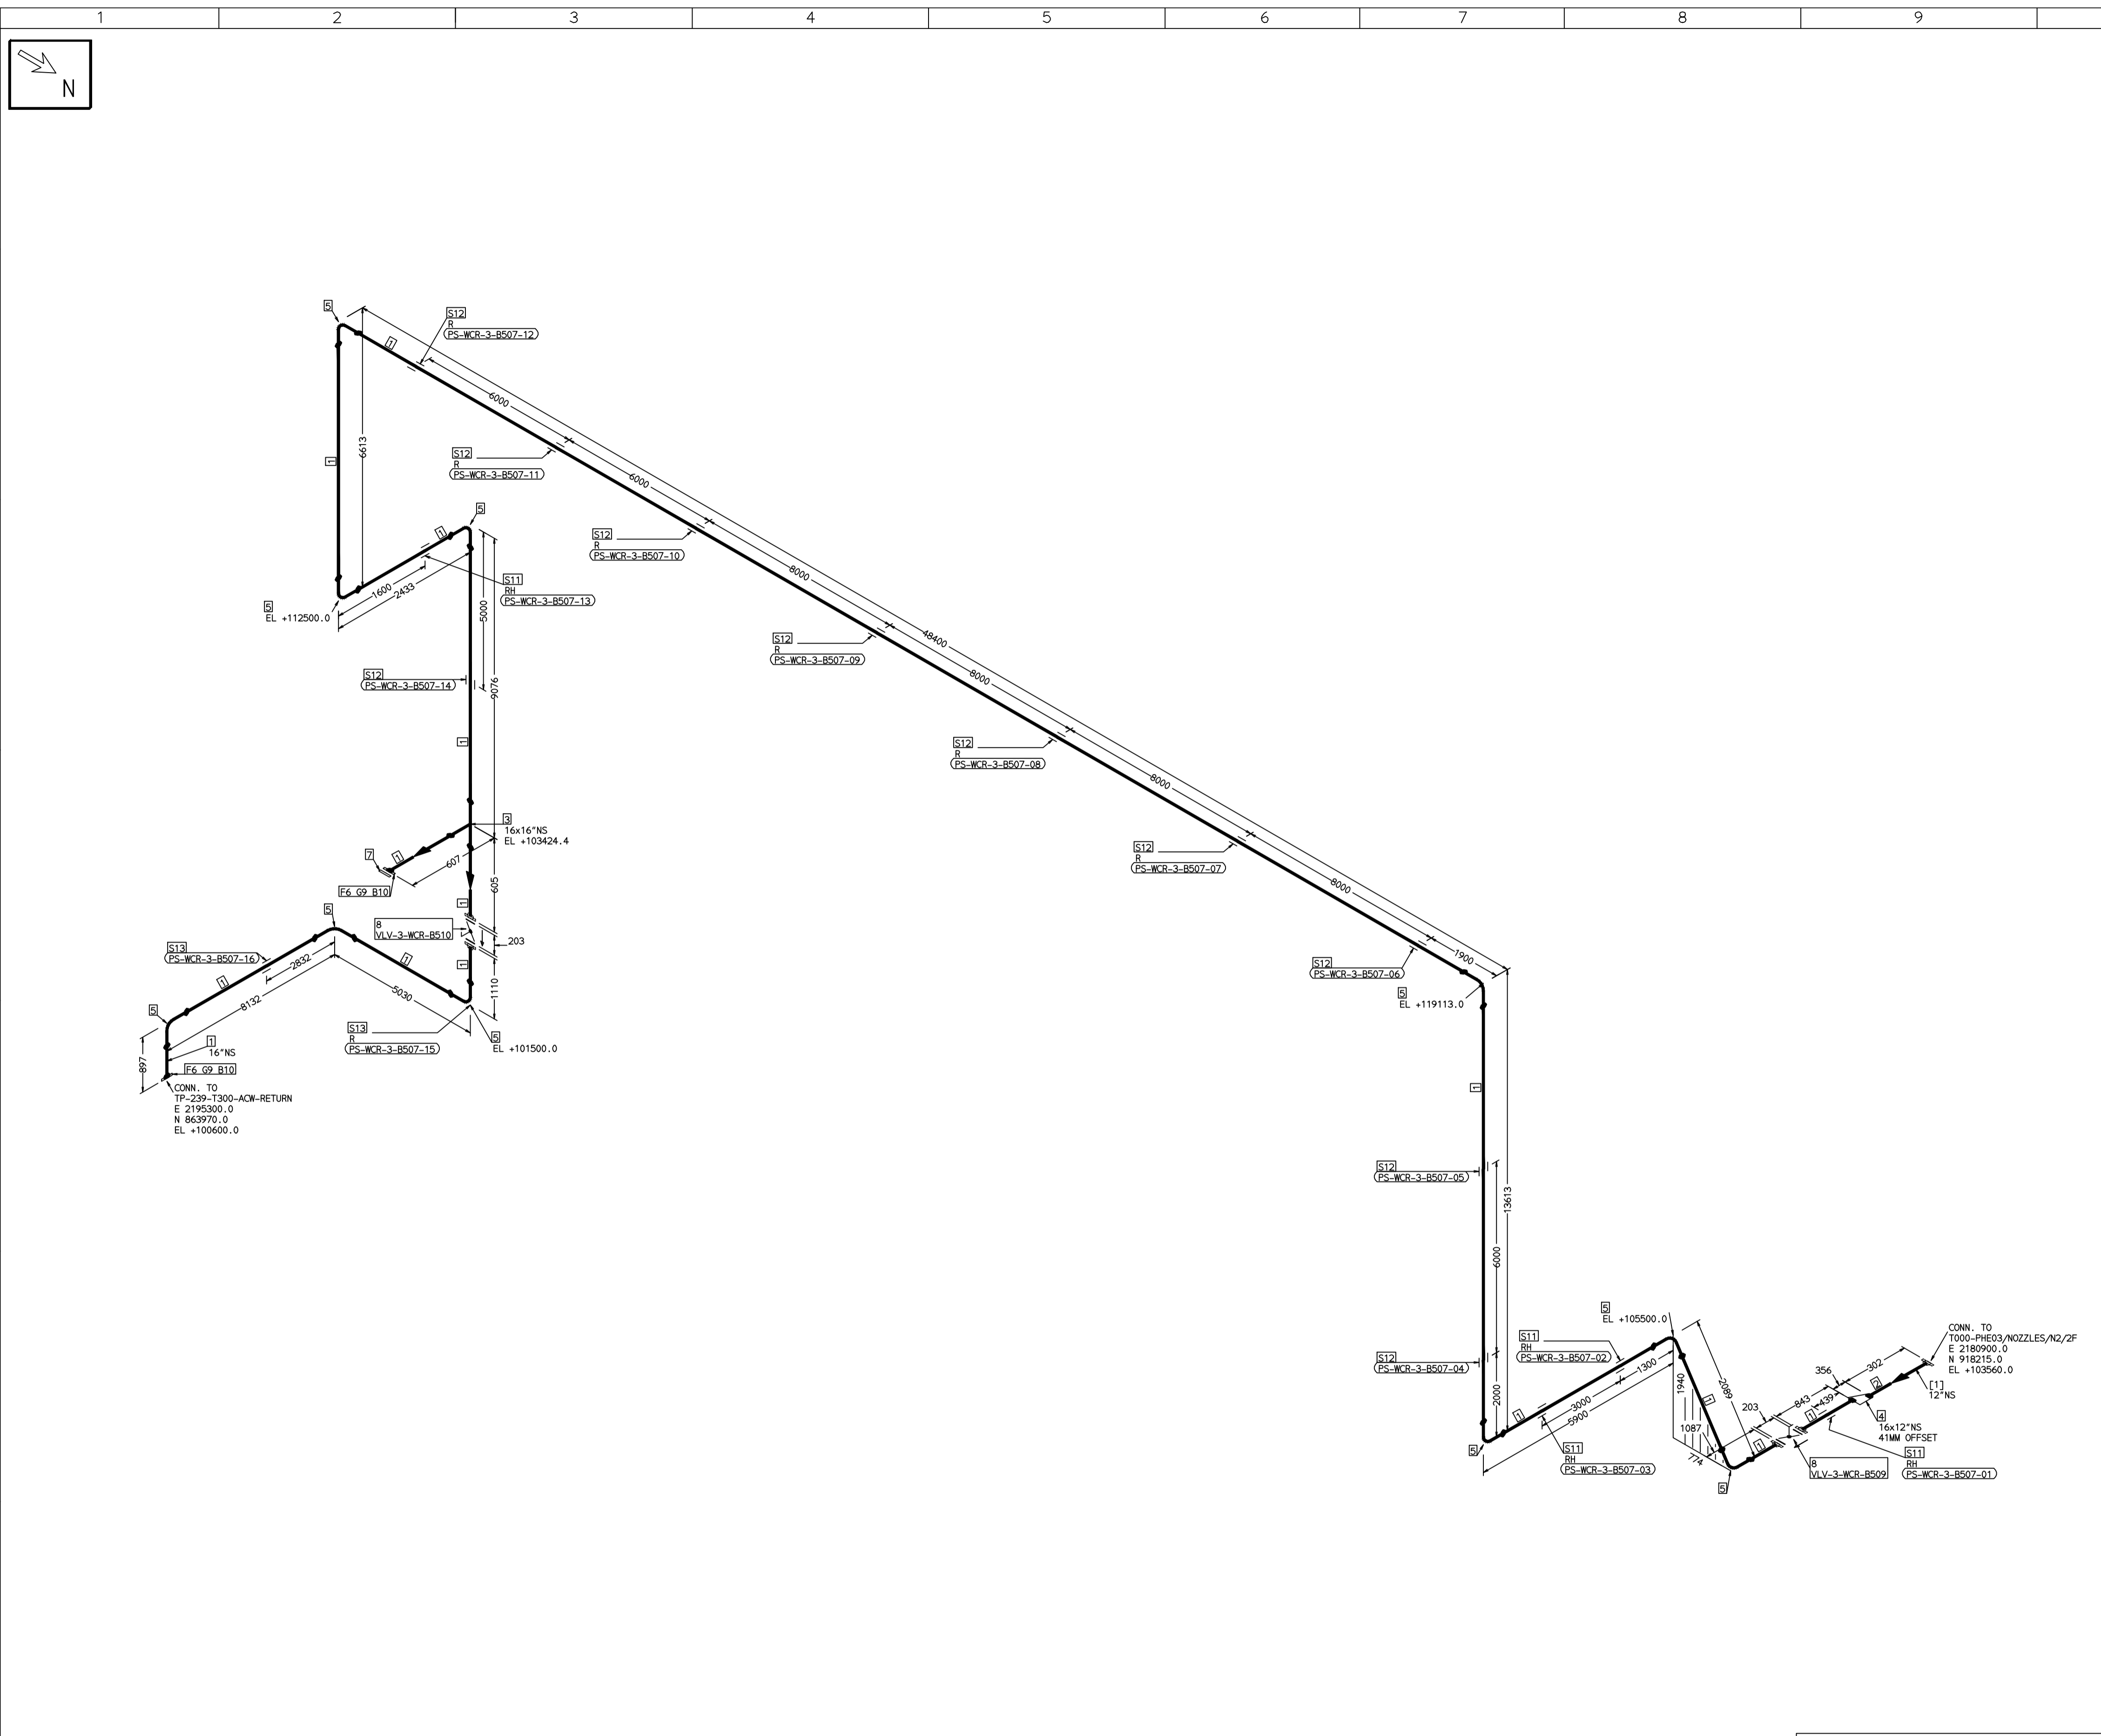 1
2
3
4
5
6
7
8
9
N
5
S12
R
PS-WCR-3-B507-12
1
6000
6613
1
S12
R
PS-WCR-3-B507-11
6000
5
S12
R
PS-WCR-3-B507-10
1
8000
S11
RH
PS-WCR-3-B507-13
1600
2433
5000
5
EL +112500.0
48400
S12
R
PS-WCR-3-B507-09
8000
S12
PS-WCR-3-B507-14
9076
1
S12
R
PS-WCR-3-B507-08
8000
3
16x16"NS
EL +103424.4
S12
R
PS-WCR-3-B507-07
8000
7
1
607
F6 G9 B10
605
1
5
8
VLV-3-WCR-B510
203
S13
PS-WCR-3-B507-16
2832
1
1
1
1900
S12
PS-WCR-3-B507-06
5
EL +119113.0
8132
5030
1110
5
S13
R
PS-WCR-3-B507-15
5
EL +101500.0
1
16"NS
897
F6 G9 B10
CONN. TO
TP-239-T300-ACW-RETURN
E 2195300.0
N 863970.0
EL +100600.0
1
S12
PS-WCR-3-B507-05
13613
6000
5
EL +105500.0
S11
RH
PS-WCR-3-B507-02
S12
PS-WCR-3-B507-04
2000
1300
1940
2089
1
3000
5900
1
CONN. TO
T000-PHE03/NOZZLES/N2/2F
E 2180900.0
N 918215.0
EL +103560.0
302
356
[1]
12"NS
2
843
439
203
1
4
16x12"NS
41MM OFFSET
1087
774
1
5
S11
RH
PS-WCR-3-B507-03
8
VLV-3-WCR-B509
S11
RH
PS-WCR-3-B507-01
5